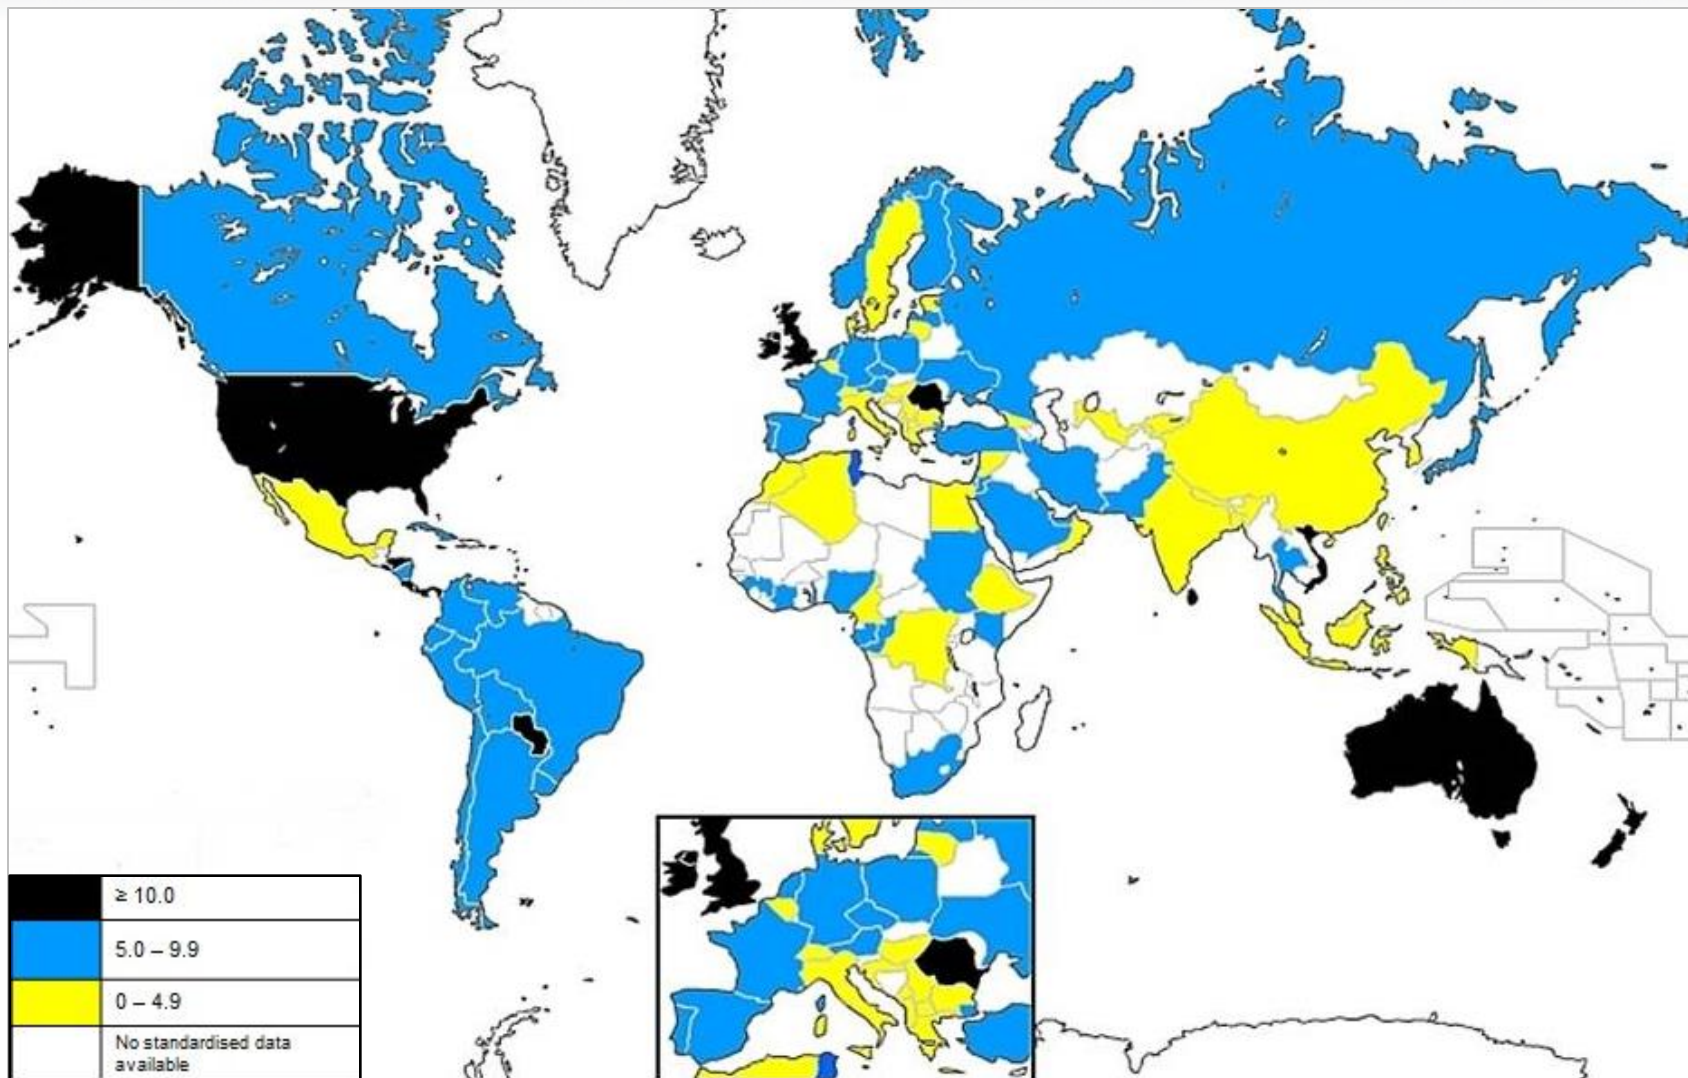 ≥ 10.0
5.0 – 9.9
0 – 4.9
No standardised data
available